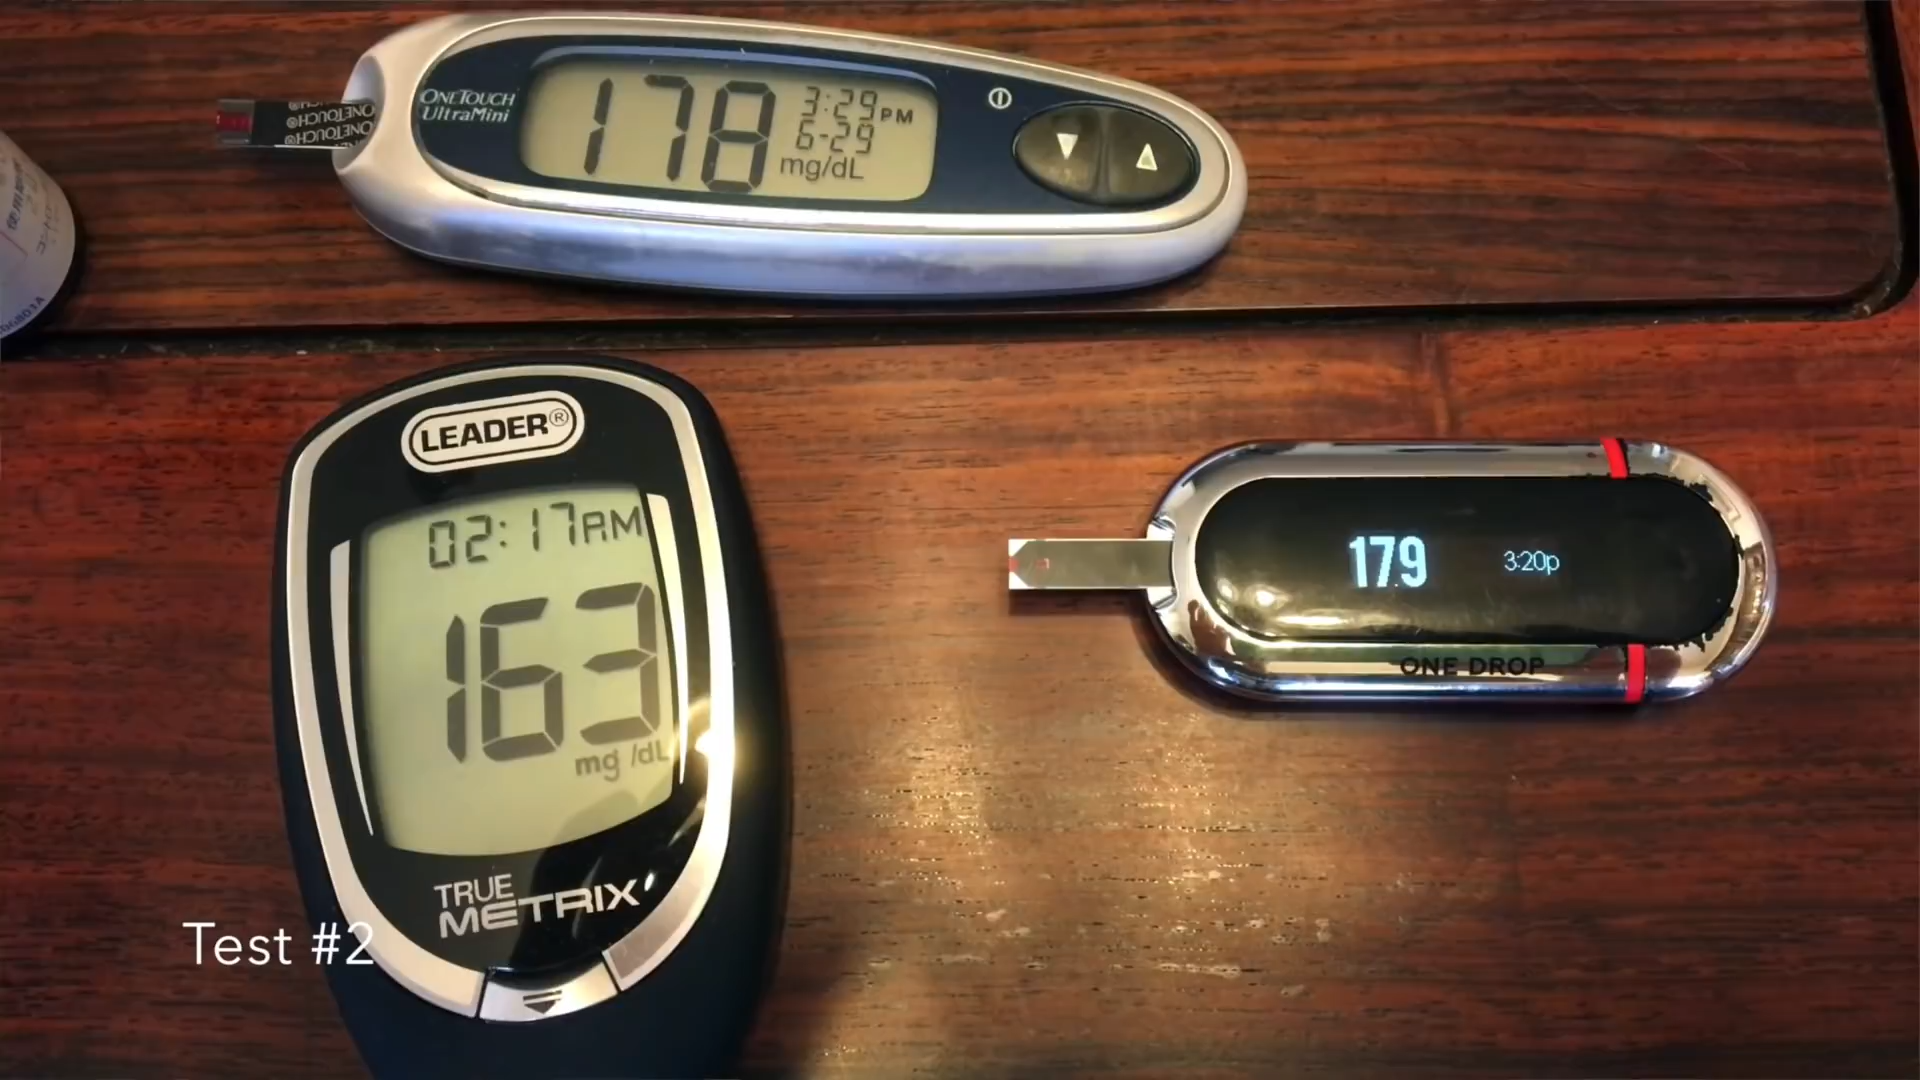 ONETOUCH
UltraMini
178
3:29 PM
6-29
mg/dL
ONETOUCH®
LEADER®
02:17AM
163
mg/dL
TRUE
METRIX
179
3:20p
ONE DROP
Test #2